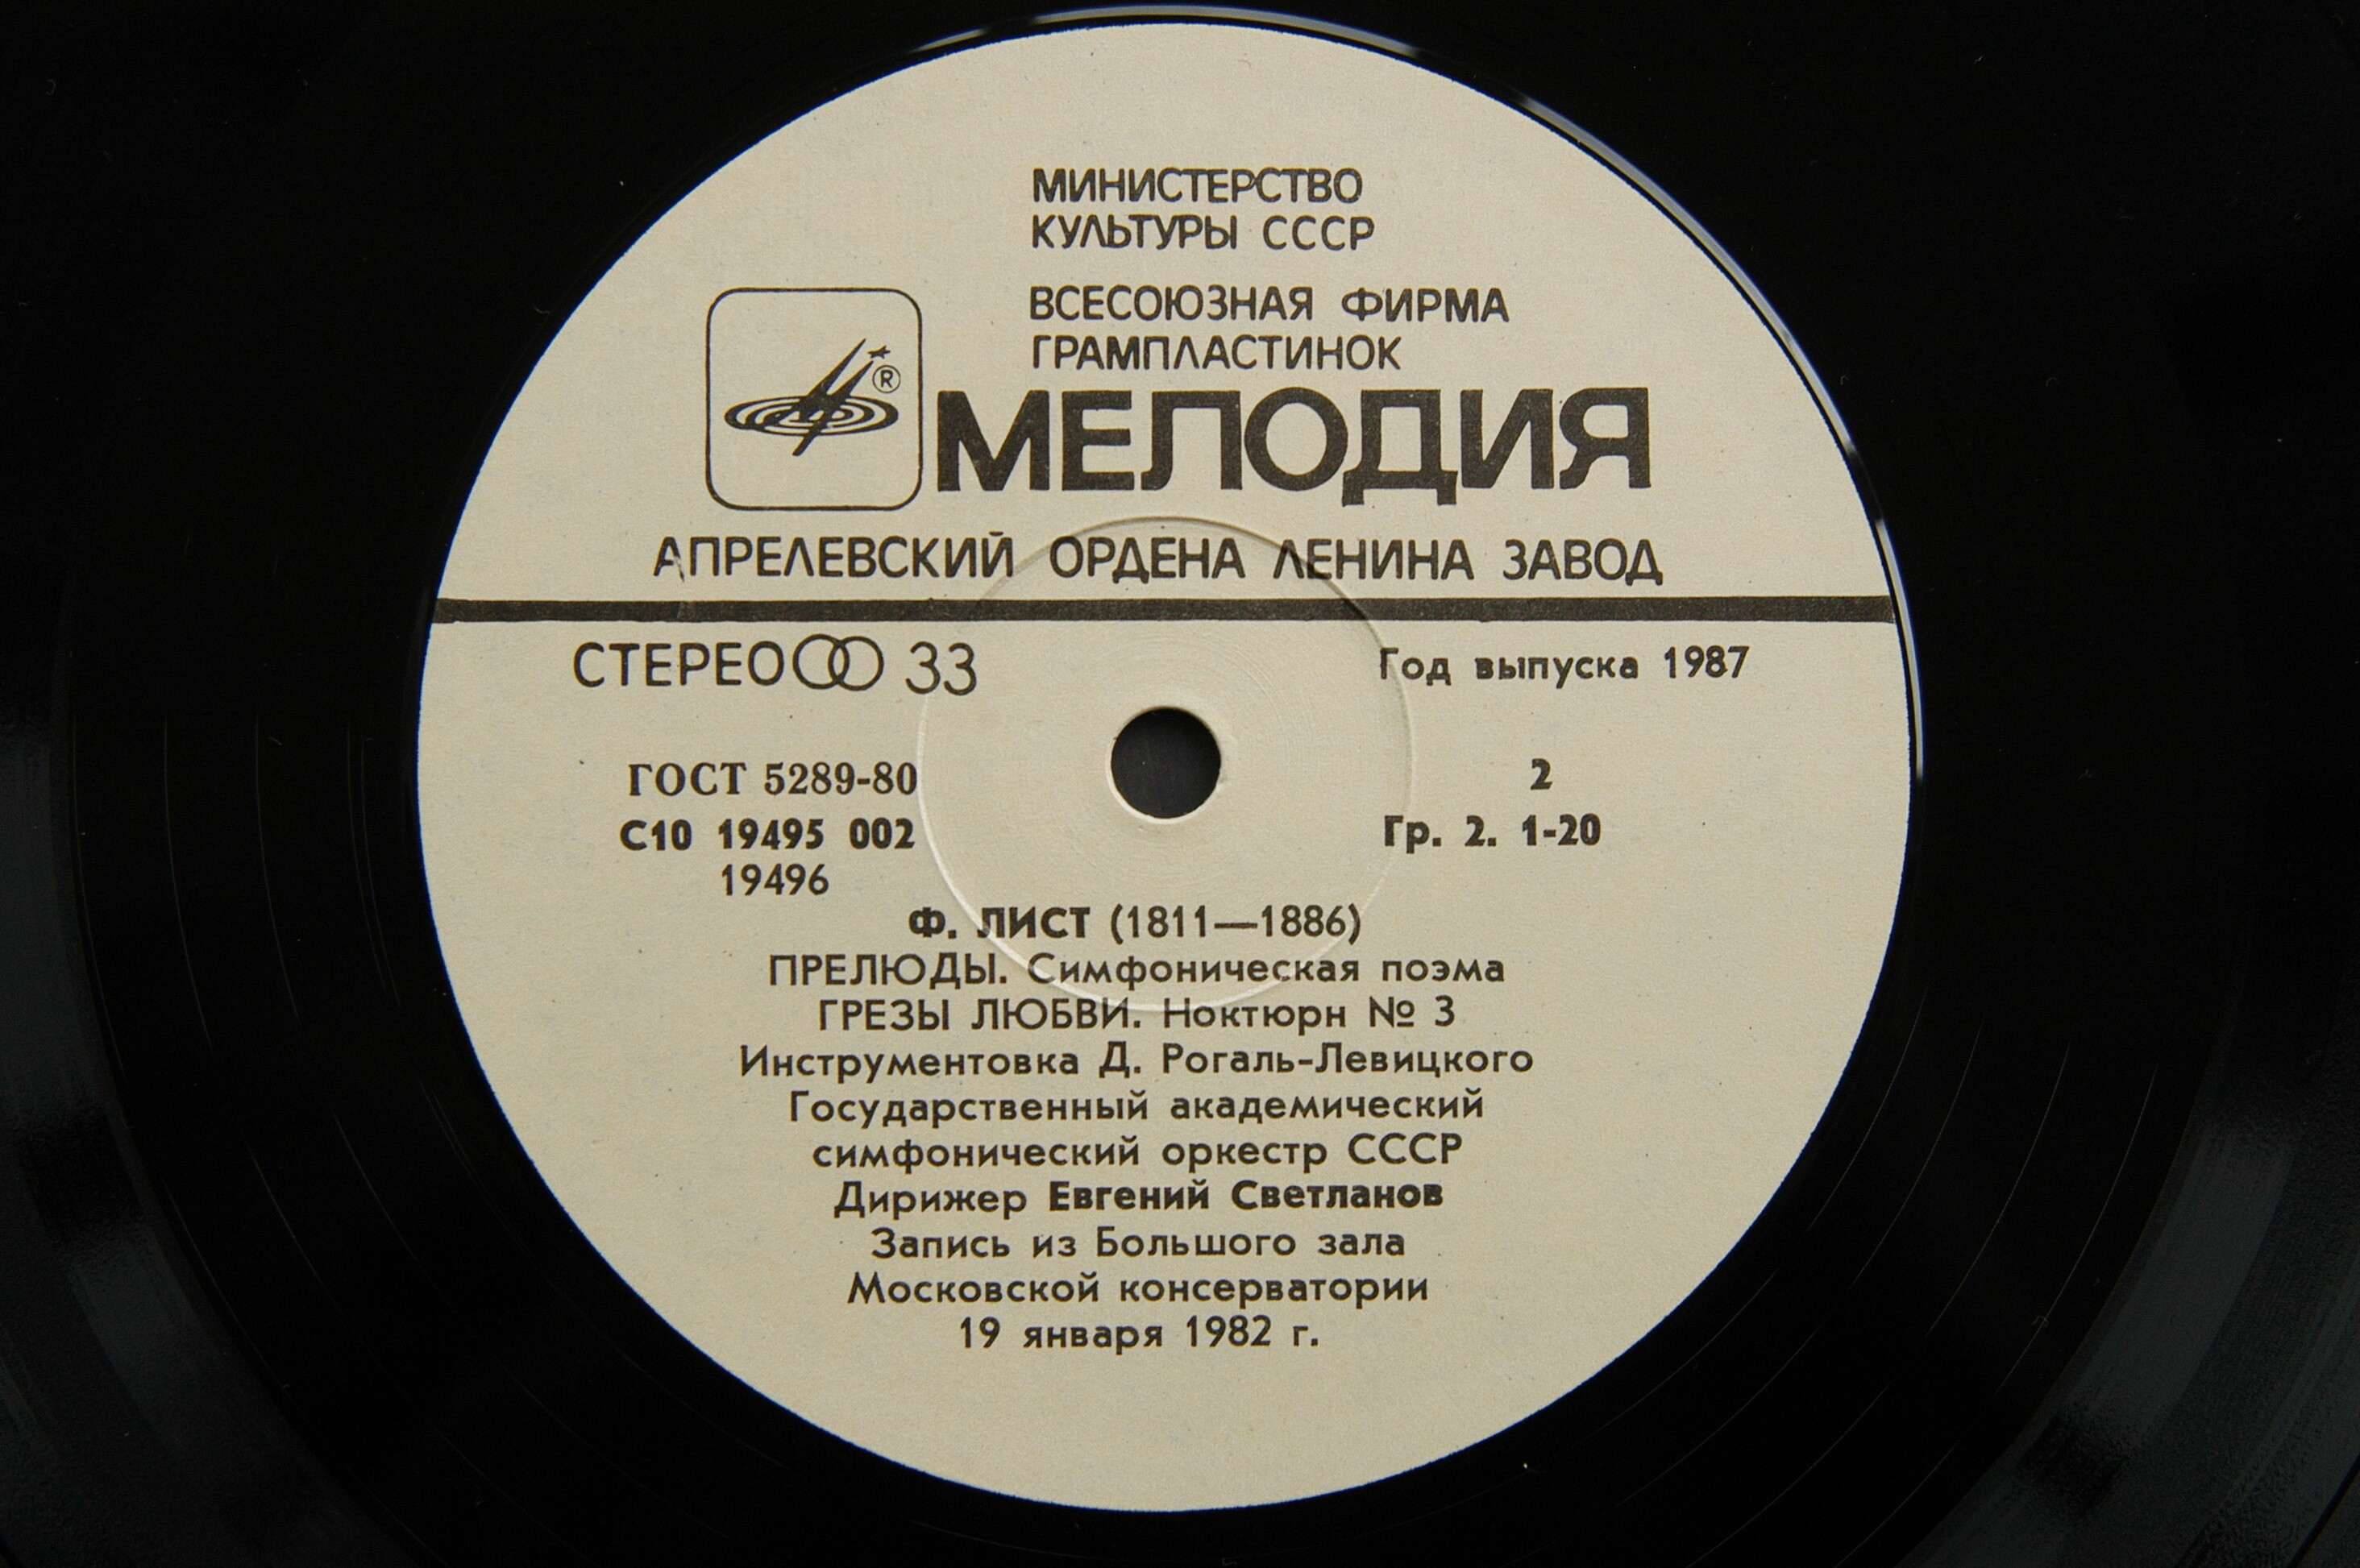 МИНИСТЕРСТВО
КУЛЬТУРЫ СССР
ВСЕСОЮЗНАЯ ФИРМА
ГРАМПЛАСТИНОК
®
МЕЛОДИЯ
АПРЕЛЕВСКИЙ ОРДЕНА ЛЕНИНА ЗАВОД
СТЕРЕО 33
Год выпуска 1987
ГОСТ 5289-80
2
С10 19495 002
Гр. 2. 1-20
19496
Ф. ЛИСТ (1811—1886)
ПРЕЛЮДЫ. Симфоническая поэма
ГРЕЗЫ ЛЮБВИ. Ноктюрн № 3
Инструментовка Д. Рогаль-Левицкого
Государственный академический
симфонический оркестр СССР
Дирижер Евгений Светланов
Запись из Большого зала
Московской консерватории
19 января 1982 г.